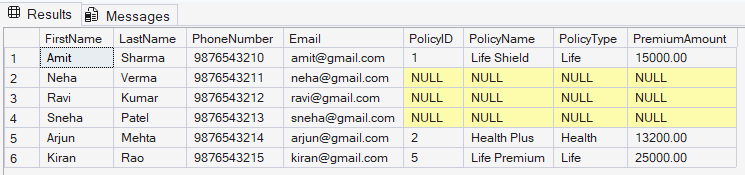 Results Messages
FirstName LastName PhoneNumber Email PolicyID PolicyName PolicyType PremiumAmount
1 Amit Sharma 9876543210 amit@gmail.com 1 Life Shield Life 15000.00
2 Neha Verma 9876543211 neha@gmail.com NULL NULL NULL NULL
3 Ravi Kumar 9876543212 ravi@gmail.com NULL NULL NULL NULL
4 Sneha Patel 9876543213 sneha@gmail.com NULL NULL NULL NULL
5 Arjun Mehta 9876543214 arjun@gmail.com 2 Health Plus Health 13200.00
6 Kiran Rao 9876543215 kiran@gmail.com 5 Life Premium Life 25000.00